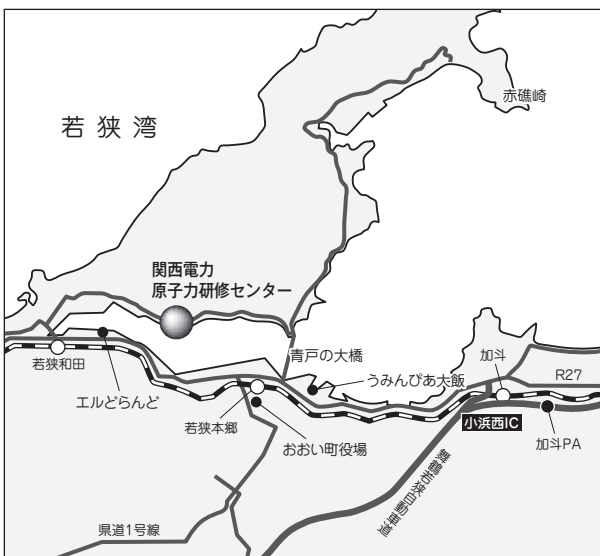 赤礁崎
若狭湾
関西電力
原子力研修センター
青戸の大橋
加斗
若狭和田
うみんぴあ大飯
R27
エルどらんど
若狭本郷
小浜西IC
おおい町役場
加斗PA
舞鶴若狭自動車道
県道1号線